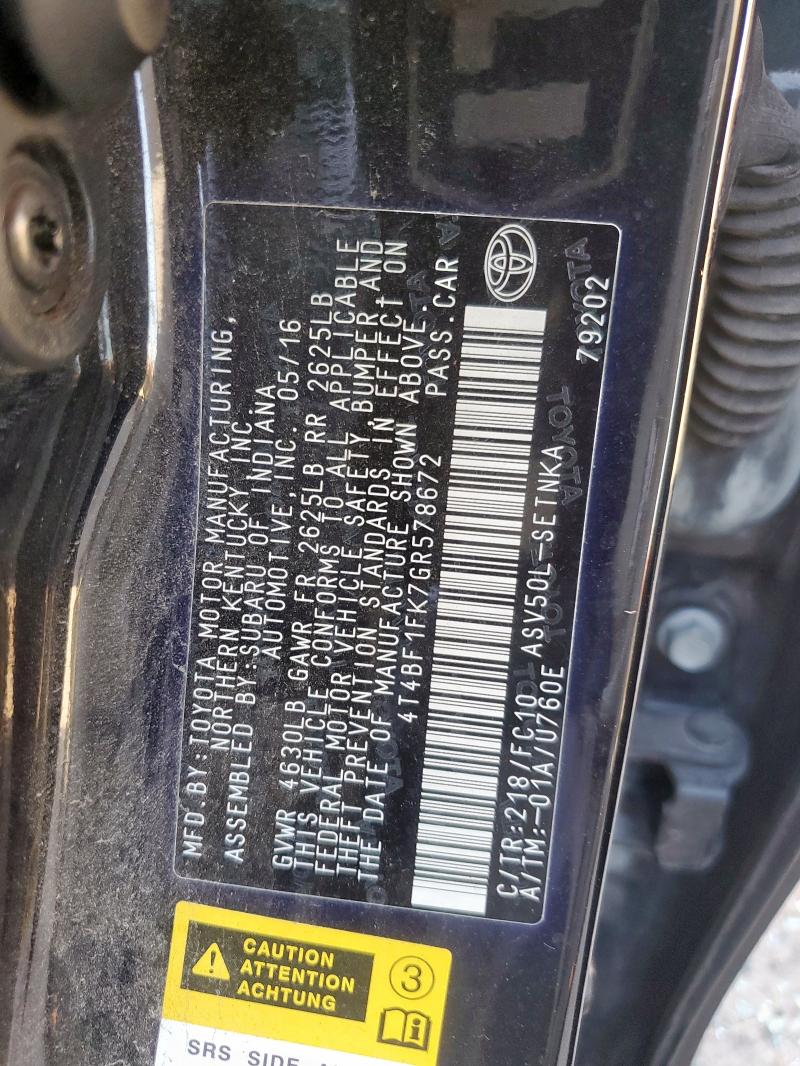 MFD.BY:TOYOTA MOTOR MANUFACTURING,
NORTHERN KENTUCKY, INC.
ASSEMBLED BY:SUBARU OF INDIANA
AUTOMOTIVE, INC. 05/16
GVWR 4630LB GAWR FR 2625LB RR 2625LB
THIS VEHICLE CONFORMS TO ALL APPLICABLE
FEDERAL MOTOR VEHICLE SAFETY, BUMPER, AND
THEFT PREVENTION STANDARDS IN EFFECT ON
THE DATE OF MANUFACTURE SHOWN ABOVE.
4T4BF1FK7GR578672 PASS.CAR
C/TR:218/FC10 ASV50L-SETNKA
A/TM:-01A/U760E 79202
TOYOTA
CAUTION
ATTENTION
ACHTUNG
3
SRS SIDE